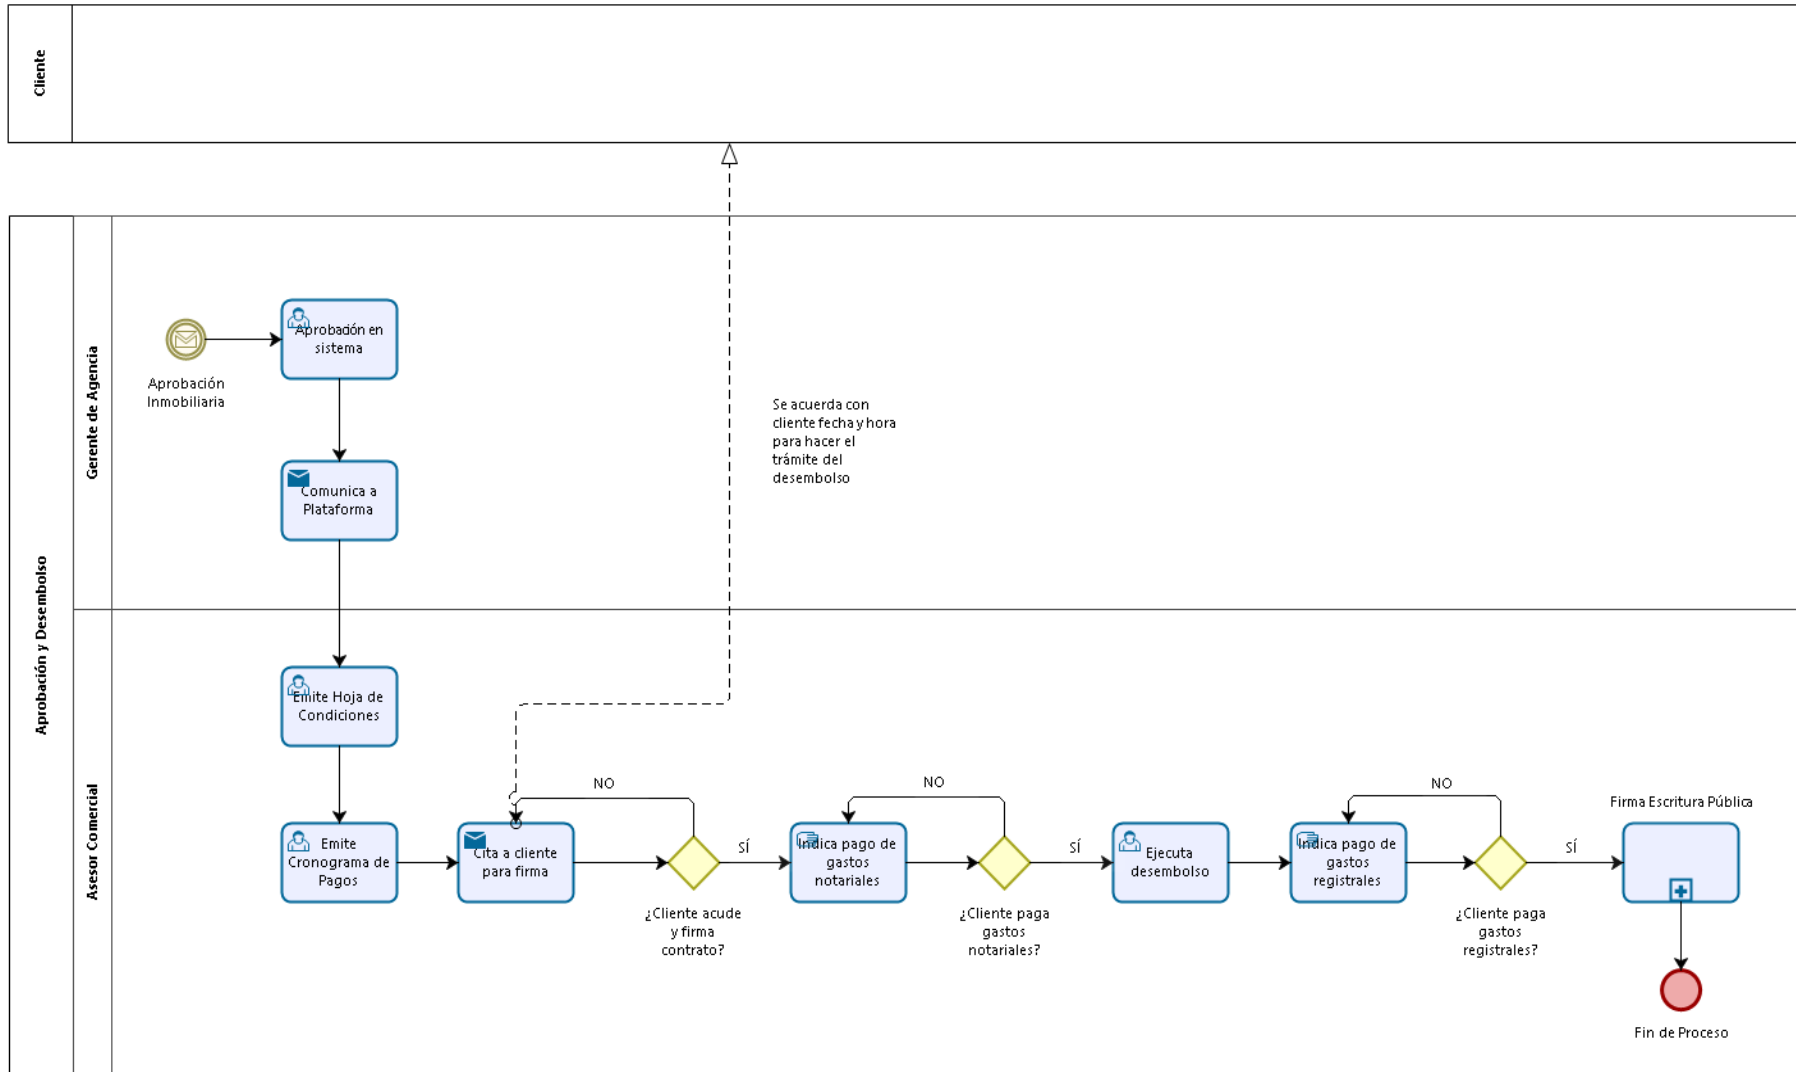 Cliente
Aprobación y Desembolso
Gerente de Agencia
Aprobación
Inmobiliaria
Aprobación en
sistema
Comunica a
Plataforma
Se acuerda con
cliente fecha y hora
para hacer el
trámite del
desembolso
Asesor Comercial
Emite Hoja de
Condiciones
Emite
Cronograma de
Pagos
Cita a cliente
para firma
NO
SÍ
¿Cliente acude
y firma
contrato?
Indica pago de
gastos
notariales
NO
SÍ
¿Cliente paga
gastos
notariales?
Ejecuta
desembolso
Indica pago de
gastos
registrales
NO
SÍ
¿Cliente paga
gastos
registrales?
Firma Escritura Pública
Fin de Proceso